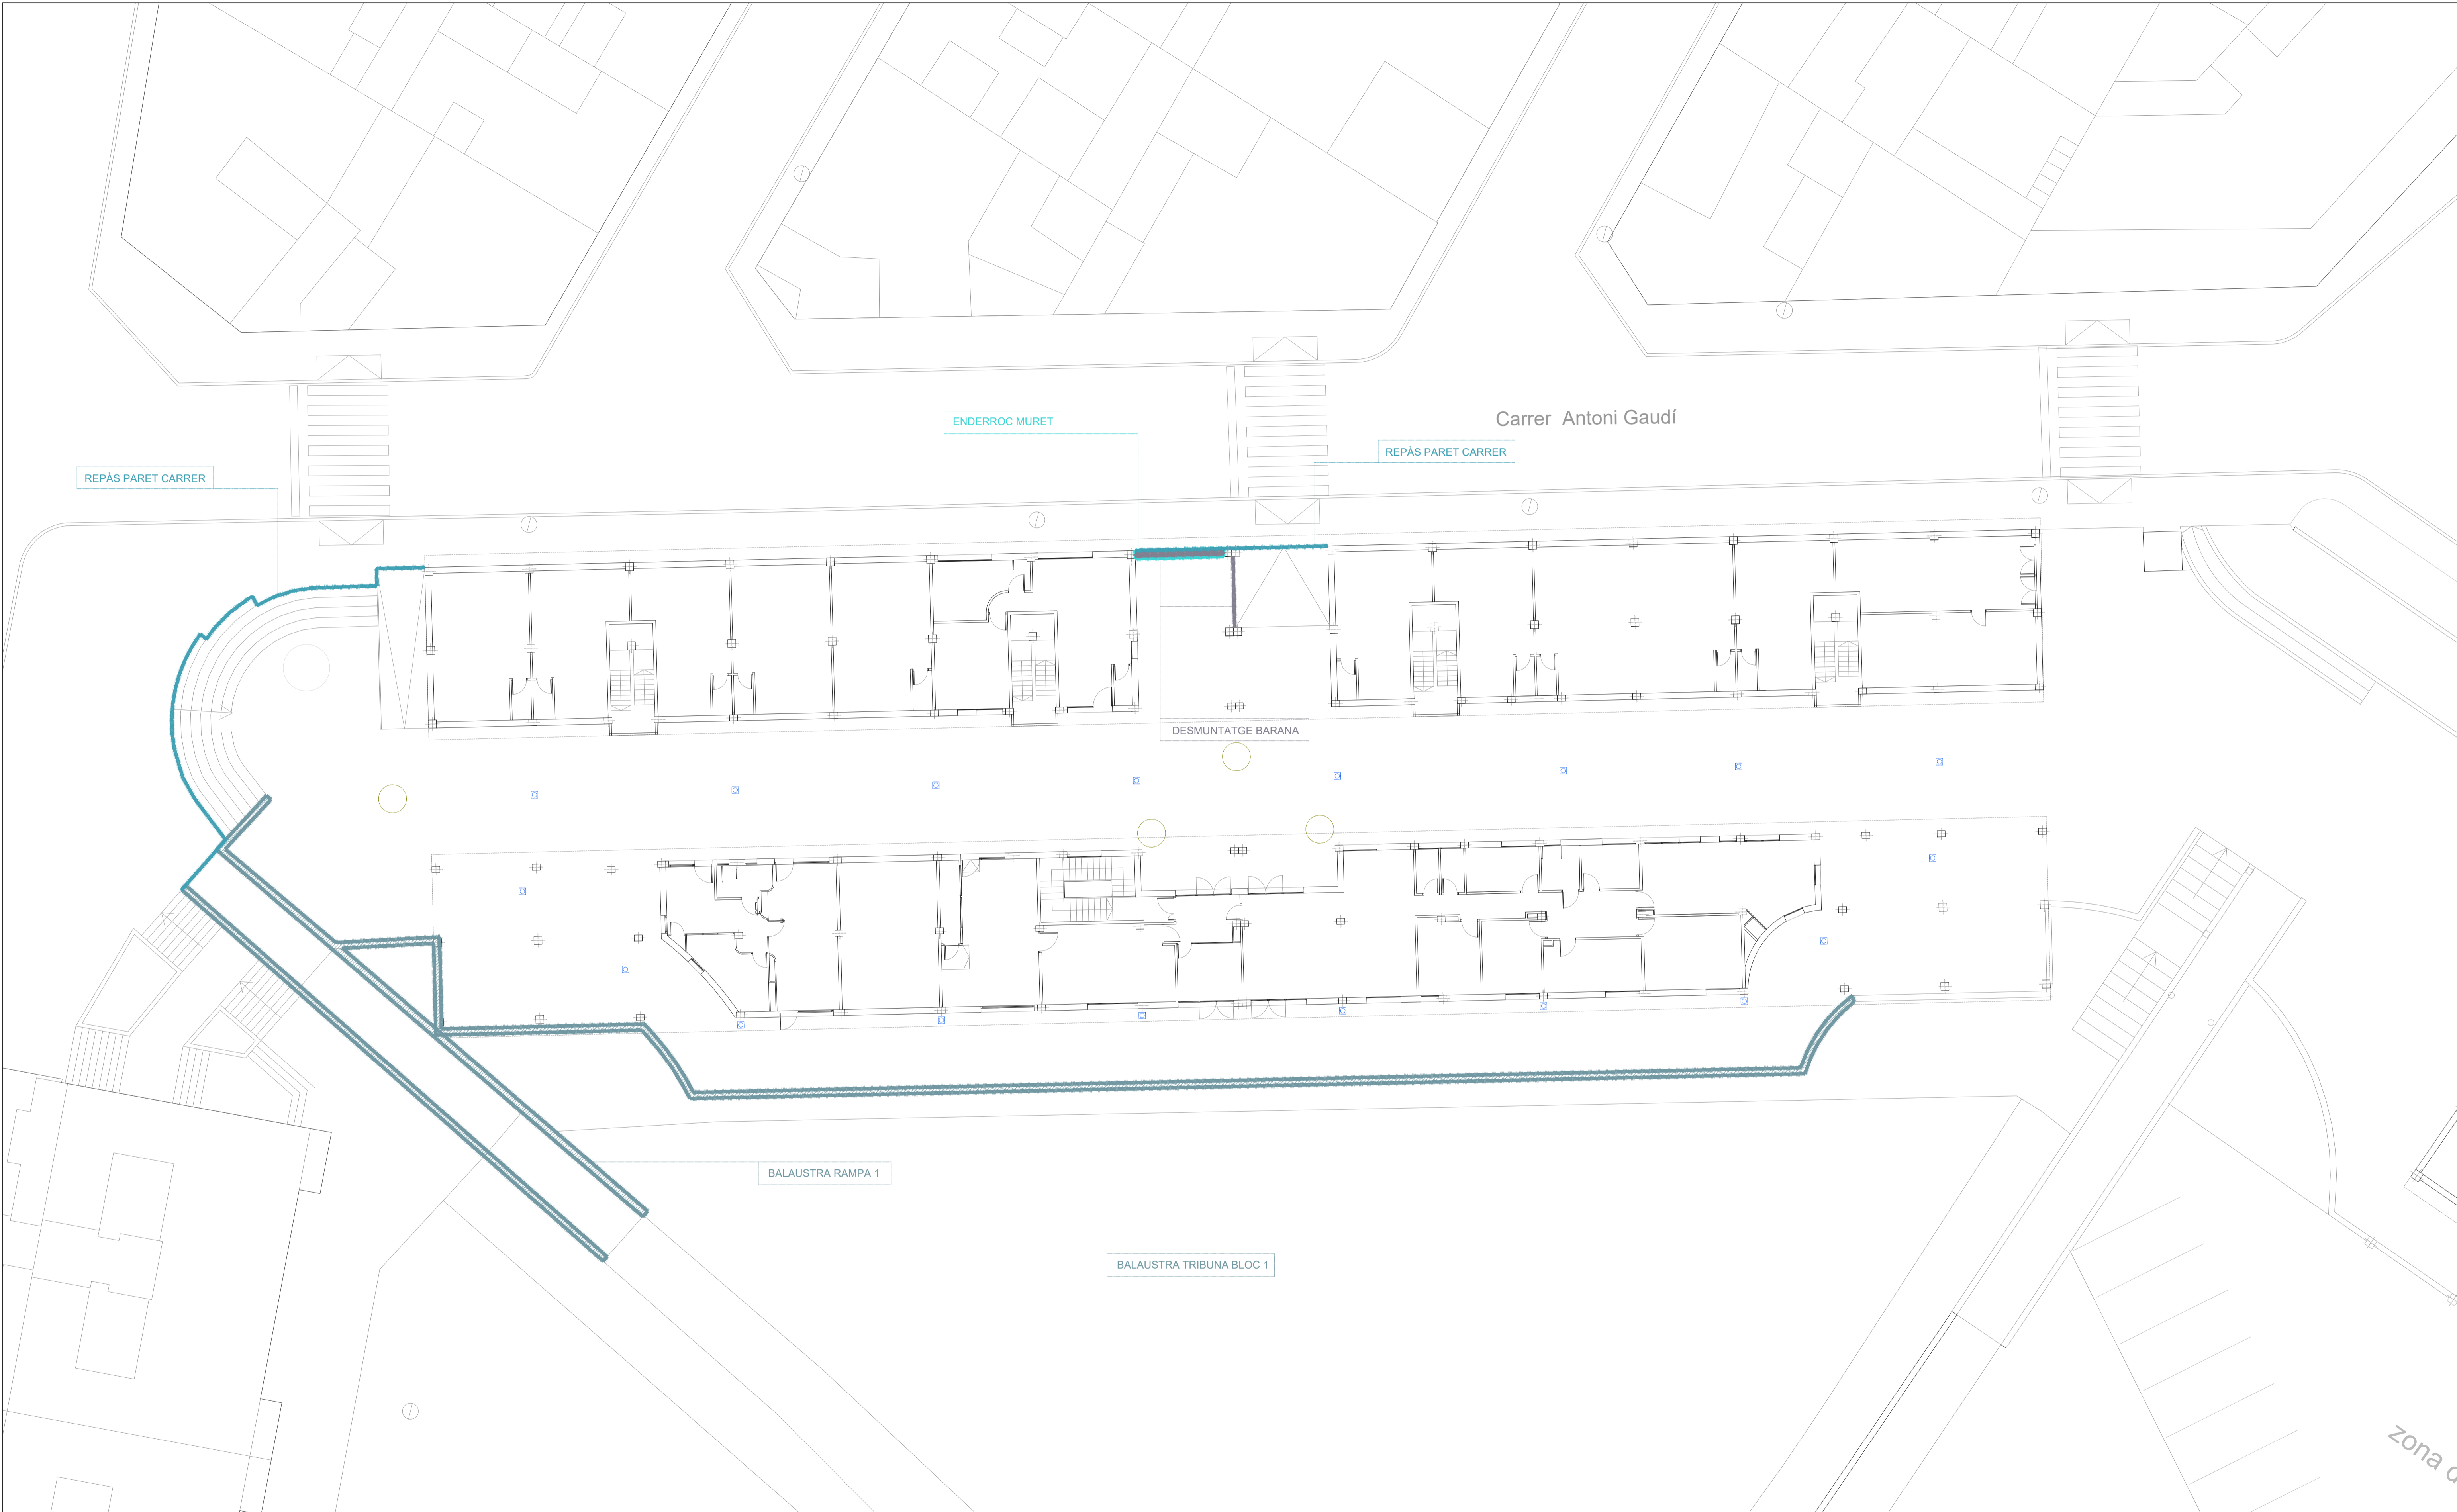 ENDERROC MURET
Carrer Antoni Gaudí
REPÀS PARET CARRER
REPÀS PARET CARRER
DESMUNTATGE BARANA
BALAUSTRA RAMPA 1
BALAUSTRA TRIBUNA BLOC 1
zona d